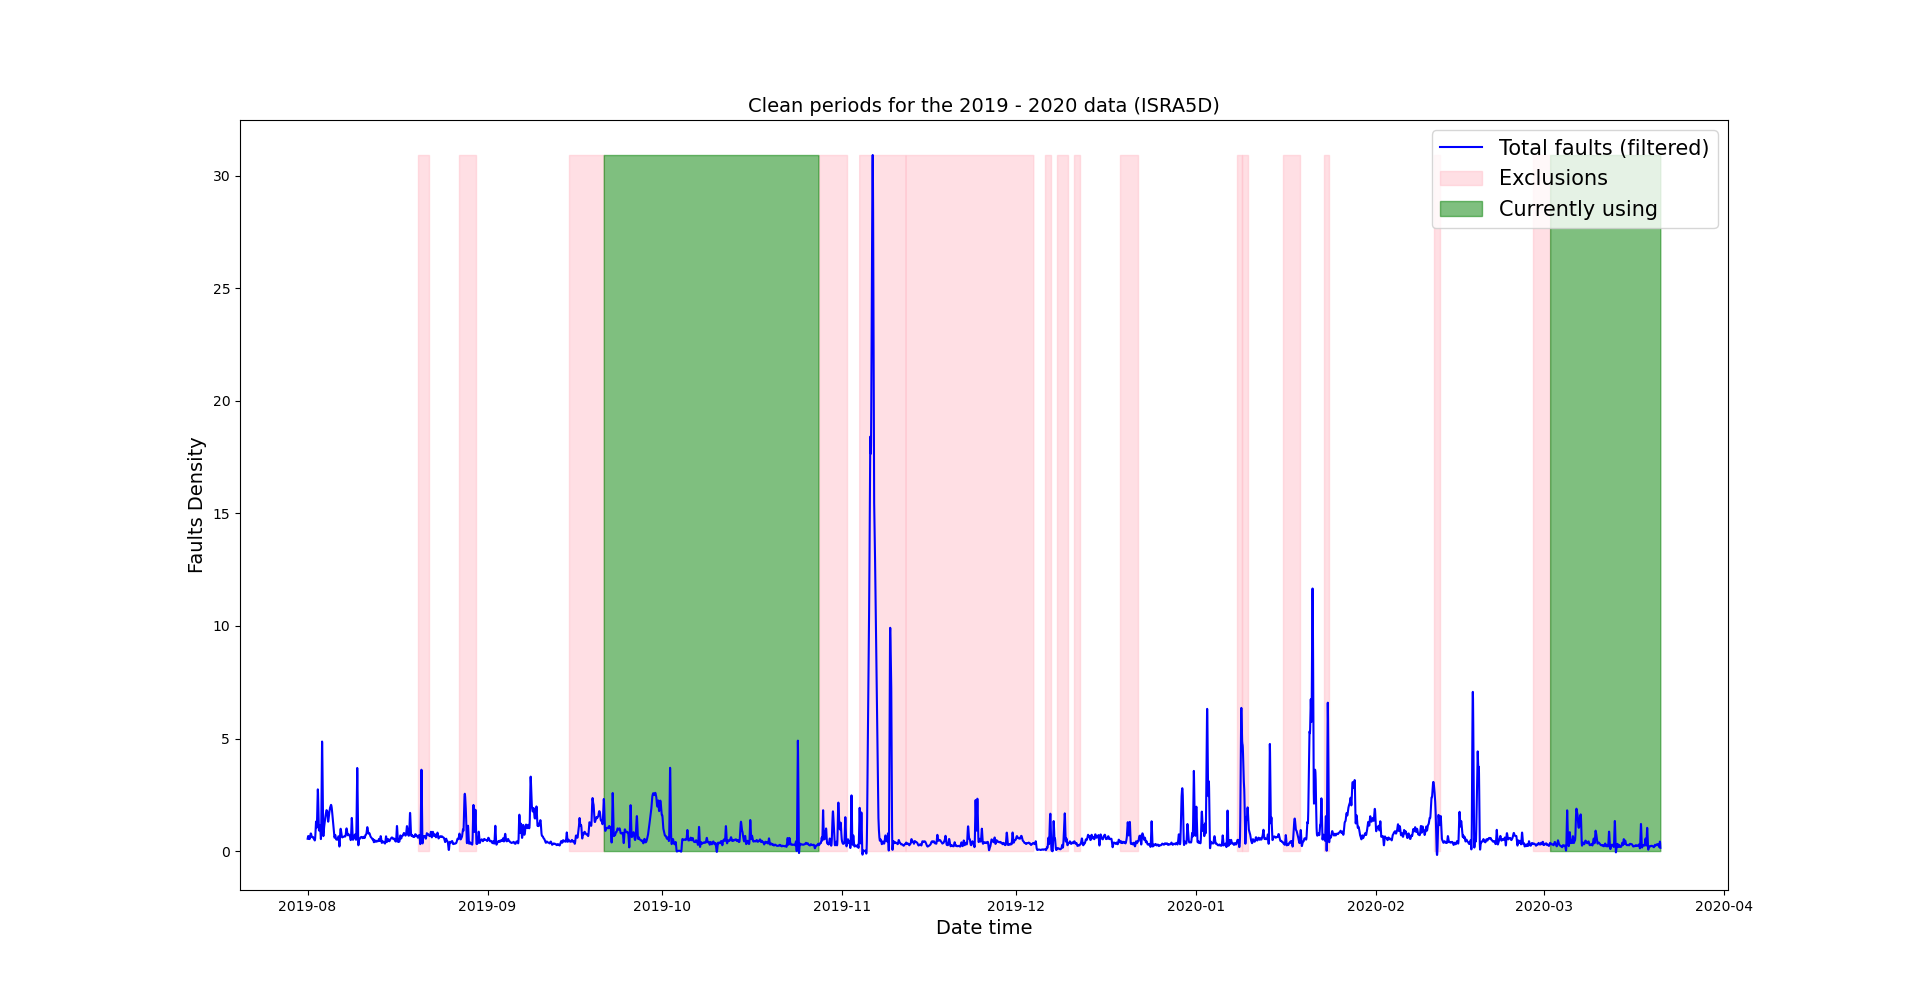 Clean periods for the 2019 - 2020 data (ISRA5D)
Total faults (filtered)
Exclusions
Currently using
30
25
20
15
10
5
0
Faults Density
2019-08 2019-09 2019-10 2019-11 2019-12 2020-01 2020-02 2020-03 2020-04
Date time